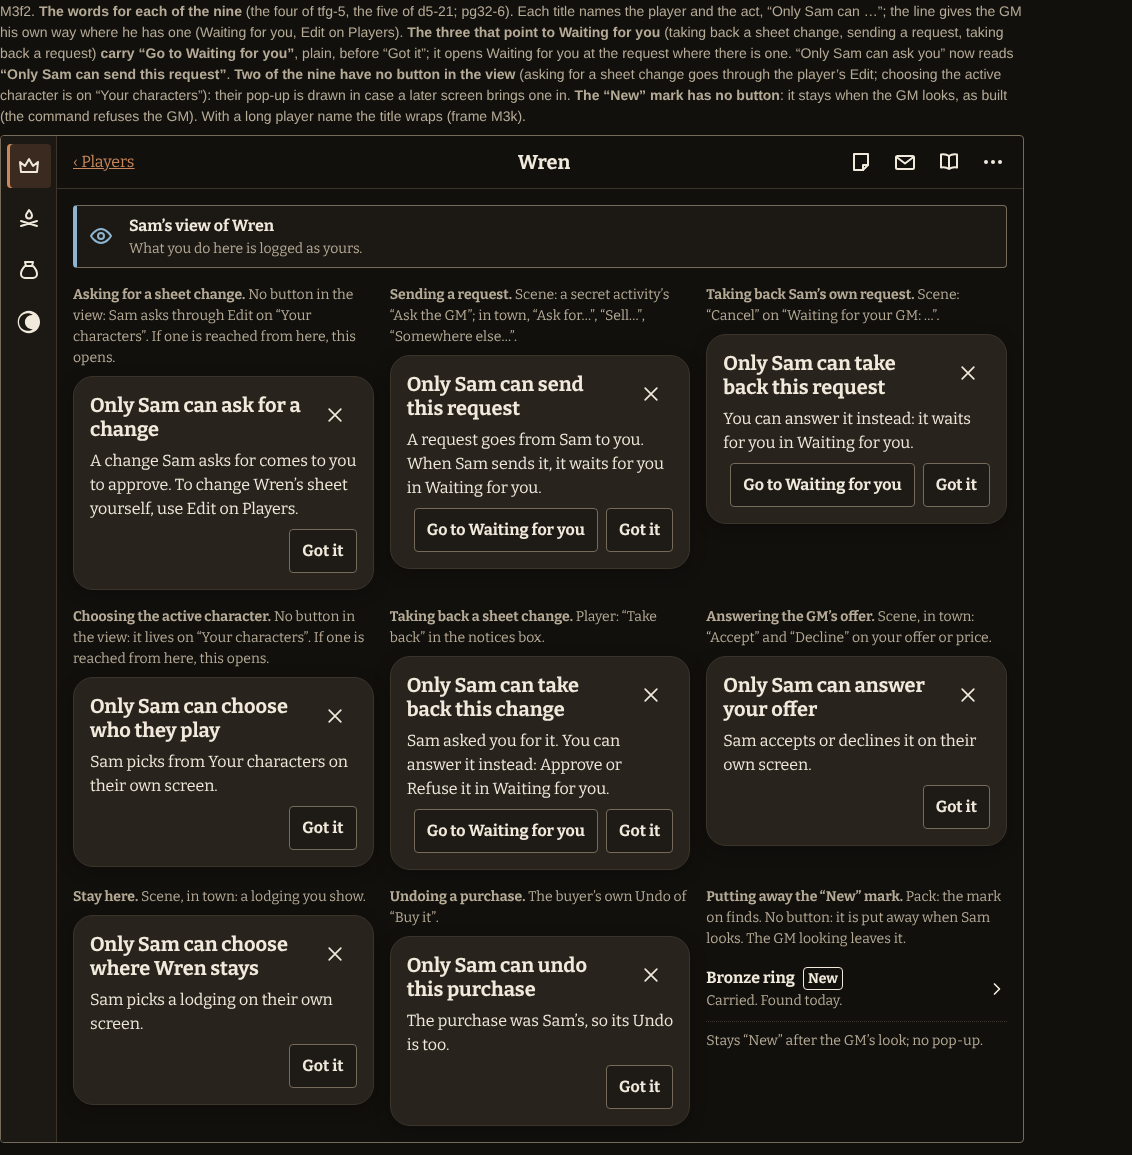 M3f2. The words for each of the nine (the four of tfg-5, the five of d5-21; pg32-6). Each title names the player and the act, “Only Sam can …”; the line gives the GM
his own way where he has one (Waiting for you, Edit on Players). The three that point to Waiting for you (taking back a sheet change, sending a request, taking
back a request) carry “Go to Waiting for you”, plain, before “Got it”; it opens Waiting for you at the request where there is one. “Only Sam can ask you” now reads
“Only Sam can send this request”. Two of the nine have no button in the view (asking for a sheet change goes through the player’s Edit; choosing the active
character is on “Your characters”): their pop-up is drawn in case a later screen brings one in. The “New” mark has no button: it stays when the GM looks, as built
(the command refuses the GM). With a long player name the title wraps (frame M3k).
‹ Players
Wren
Sam’s view of Wren
What you do here is logged as yours.
Asking for a sheet change. No button in the
view: Sam asks through Edit on “Your
characters”. If one is reached from here, this
opens.
Only Sam can ask for a
change
A change Sam asks for comes to you
to approve. To change Wren’s sheet
yourself, use Edit on Players.
Got it
Sending a request. Scene: a secret activity’s
“Ask the GM”; in town, “Ask for…”, “Sell…”,
“Somewhere else…”.
Only Sam can send
this request
A request goes from Sam to you.
When Sam sends it, it waits for you
in Waiting for you.
Go to Waiting for you
Got it
Taking back Sam’s own request. Scene:
“Cancel” on “Waiting for your GM: …”.
Only Sam can take
back this request
You can answer it instead: it waits
for you in Waiting for you.
Go to Waiting for you
Got it
Choosing the active character. No button in
the view: it lives on “Your characters”. If one is
reached from here, this opens.
Only Sam can choose
who they play
Sam picks from Your characters on
their own screen.
Got it
Taking back a sheet change. Player: “Take
back” in the notices box.
Only Sam can take
back this change
Sam asked you for it. You can
answer it instead: Approve or
Refuse it in Waiting for you.
Go to Waiting for you
Got it
Answering the GM’s offer. Scene, in town:
“Accept” and “Decline” on your offer or price.
Only Sam can answer
your offer
Sam accepts or declines it on their
own screen.
Got it
Stay here. Scene, in town: a lodging you show.
Only Sam can choose
where Wren stays
Sam picks a lodging on their own
screen.
Got it
Undoing a purchase. The buyer’s own Undo of
“Buy it”.
Only Sam can undo
this purchase
The purchase was Sam’s, so its Undo
is too.
Got it
Putting away the “New” mark. Pack: the mark
on finds. No button: it is put away when Sam
looks. The GM looking leaves it.
Bronze ring New
Carried. Found today.
Stays “New” after the GM’s look; no pop-up.